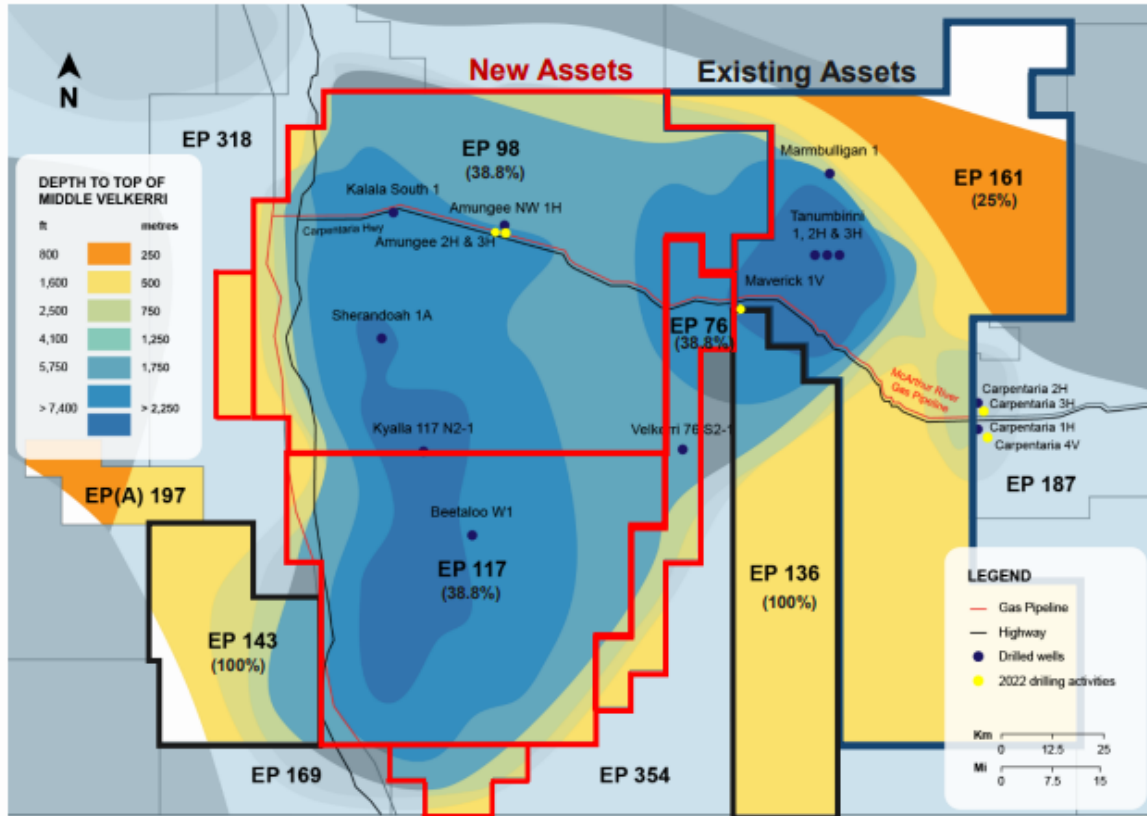 New Assets
Existing Assets
N
EP 318
EP 98
(38.8%)
Marmbulligan 1
EP 161
(25%)
DEPTH TO TOP OF
MIDDLE VELKERRI
ft metres
800 250
1,600 500
2,500 750
4,100 1,250
5,750 1,750
> 7,400 > 2,250
Kalala South 1
Amungee NW 1H
Carpentaria Hwy
Amungee 2H & 3H
Tanumbirini
1, 2H & 3H
Maverick 1V
Sherandoah 1A
EP 76
(38.8%)
McArthur River
Gas Pipeline
Carpentaria 2H
Carpentaria 3H
Carpentaria 1H
Carpentaria 4V
Kyalla 117 N2-1
Velkerri 76 S2-1
EP 187
EP(A) 197
Beetaloo W1
EP 117
(38.8%)
EP 136
(100%)
EP 143
(100%)
EP 169
EP 354
LEGEND
Gas Pipeline
Highway
Drilled wells
2022 drilling activities
Km
0 12.5 25
Mi
0 7.5 15